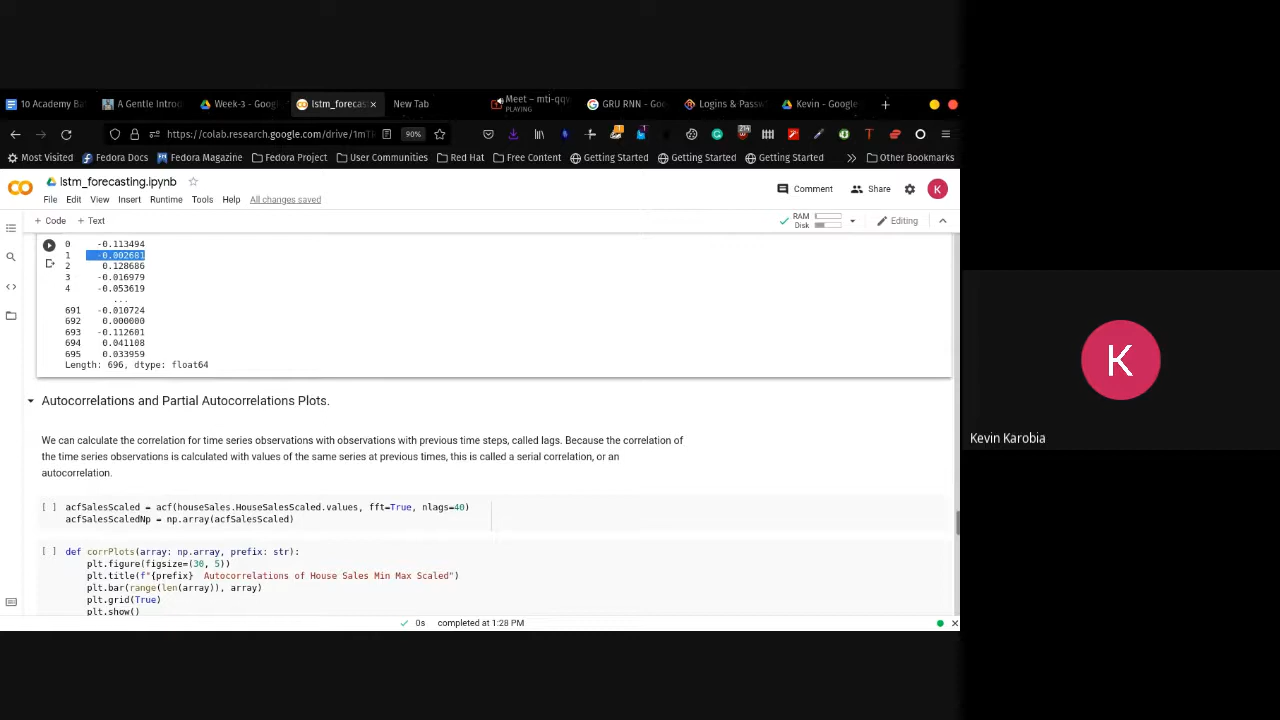 10 Academy Ba
A Gentle Intro
Week-3 - Goog
lstm_forecas
New Tab
Meet – mti-qqv
PLAYING
GRU RNN - Goo
Logins & Passw
Kevin - Google
https://colab.research.google.com/drive/1mT
90%
Most Visited
Fedora Docs
Fedora Magazine
Fedora Project
User Communities
Red Hat
Free Content
Getting Started
Getting Started
Getting Started
Other Bookmarks
lstm_forecasting.ipynb
Comment
Share
K
File Edit View Insert Runtime Tools Help All changes saved
+ Code + Text
RAM
Disk
Editing
0 -0.113494
1 -0.002681
2 0.128686
3 -0.016979
4 -0.053619
...
691 -0.010724
692 0.000000
693 -0.112601
694 0.041108
695 0.033959
Length: 696, dtype: float64
Autocorrelations and Partial Autocorrelations Plots.
We can calculate the correlation for time series observations with observations with previous time steps, called lags. Because the correlation of
the time series observations is calculated with values of the same series at previous times, this is called a serial correlation, or an
autocorrelation.
[ ] acfSalesScaled = acf(houseSales.HouseSalesScaled.values, fft=True, nlags=40)
acfSalesScaledNp = np.array(acfSalesScaled)
[ ] def corrPlots(array: np.array, prefix: str):
plt.figure(figsize=(30, 5))
plt.title(f"{prefix}  Autocorrelations of House Sales Min Max Scaled")
plt.bar(range(len(array)), array)
plt.grid(True)
plt.show()
0s completed at 1:28 PM
K
Kevin Karobia